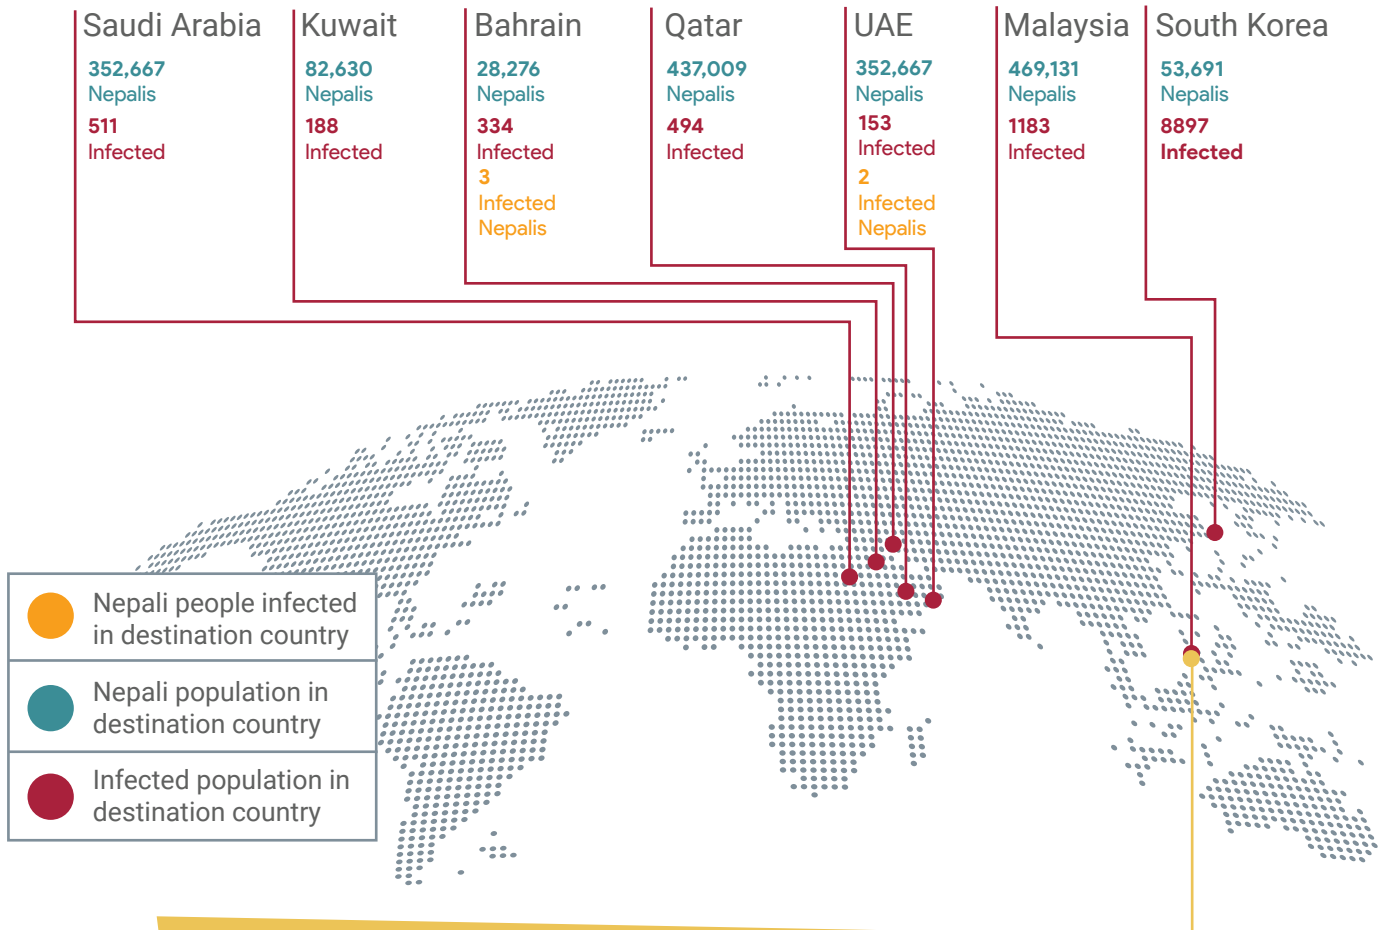 Saudi Arabia
352,667
Nepalis
511
Infected
Kuwait
82,630
Nepalis
188
Infected
Bahrain
28,276
Nepalis
334
Infected
3
Infected
Nepalis
Qatar
437,009
Nepalis
494
Infected
UAE
352,667
Nepalis
153
Infected
2
Infected
Nepalis
Malaysia
469,131
Nepalis
1183
Infected
South Korea
53,691
Nepalis
8897
Infected
Nepali people infected
in destination country
Nepali population in
destination country
Infected population in
destination country